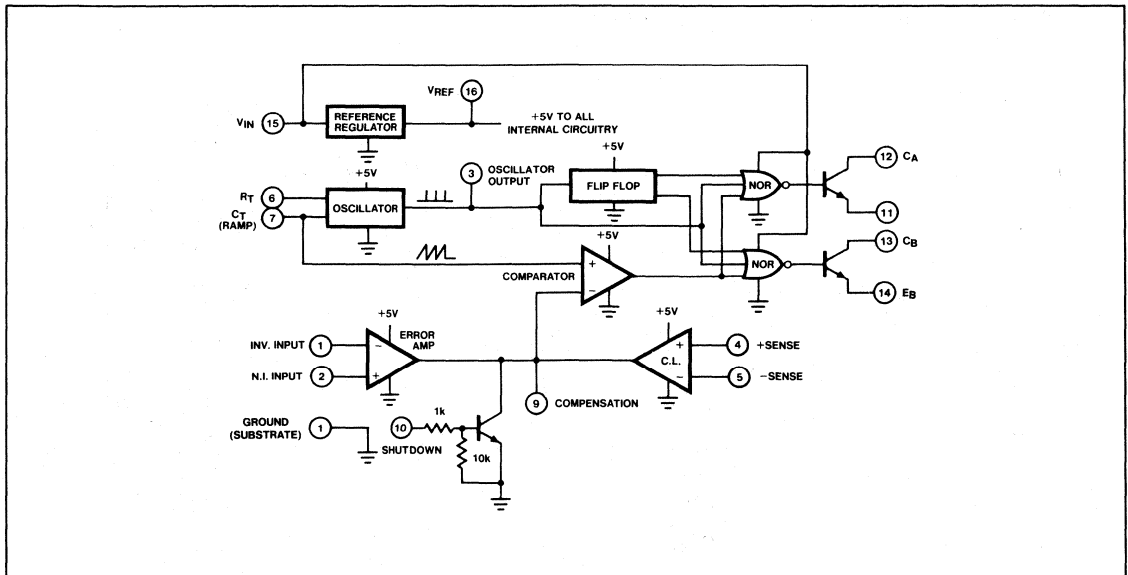 VREF 16
VIN 15
REFERENCE
REGULATOR
+5V TO ALL
INTERNAL CIRCUITRY
+5V
RT 6
CT 7
(RAMP)
OSCILLATOR
3 OSCILLATOR
OUTPUT
+5V
FLIP FLOP
NOR
12 CA
11
NOR
13 CB
14 EB
+5V
COMPARATOR
+
−
+5V
ERROR
AMP
INV. INPUT 1
−
N.I. INPUT 2
+
+5V
C.L.
+
−
4 +SENSE
5 −SENSE
9 COMPENSATION
GROUND
(SUBSTRATE) 1
10
SHUTDOWN
1k
10k